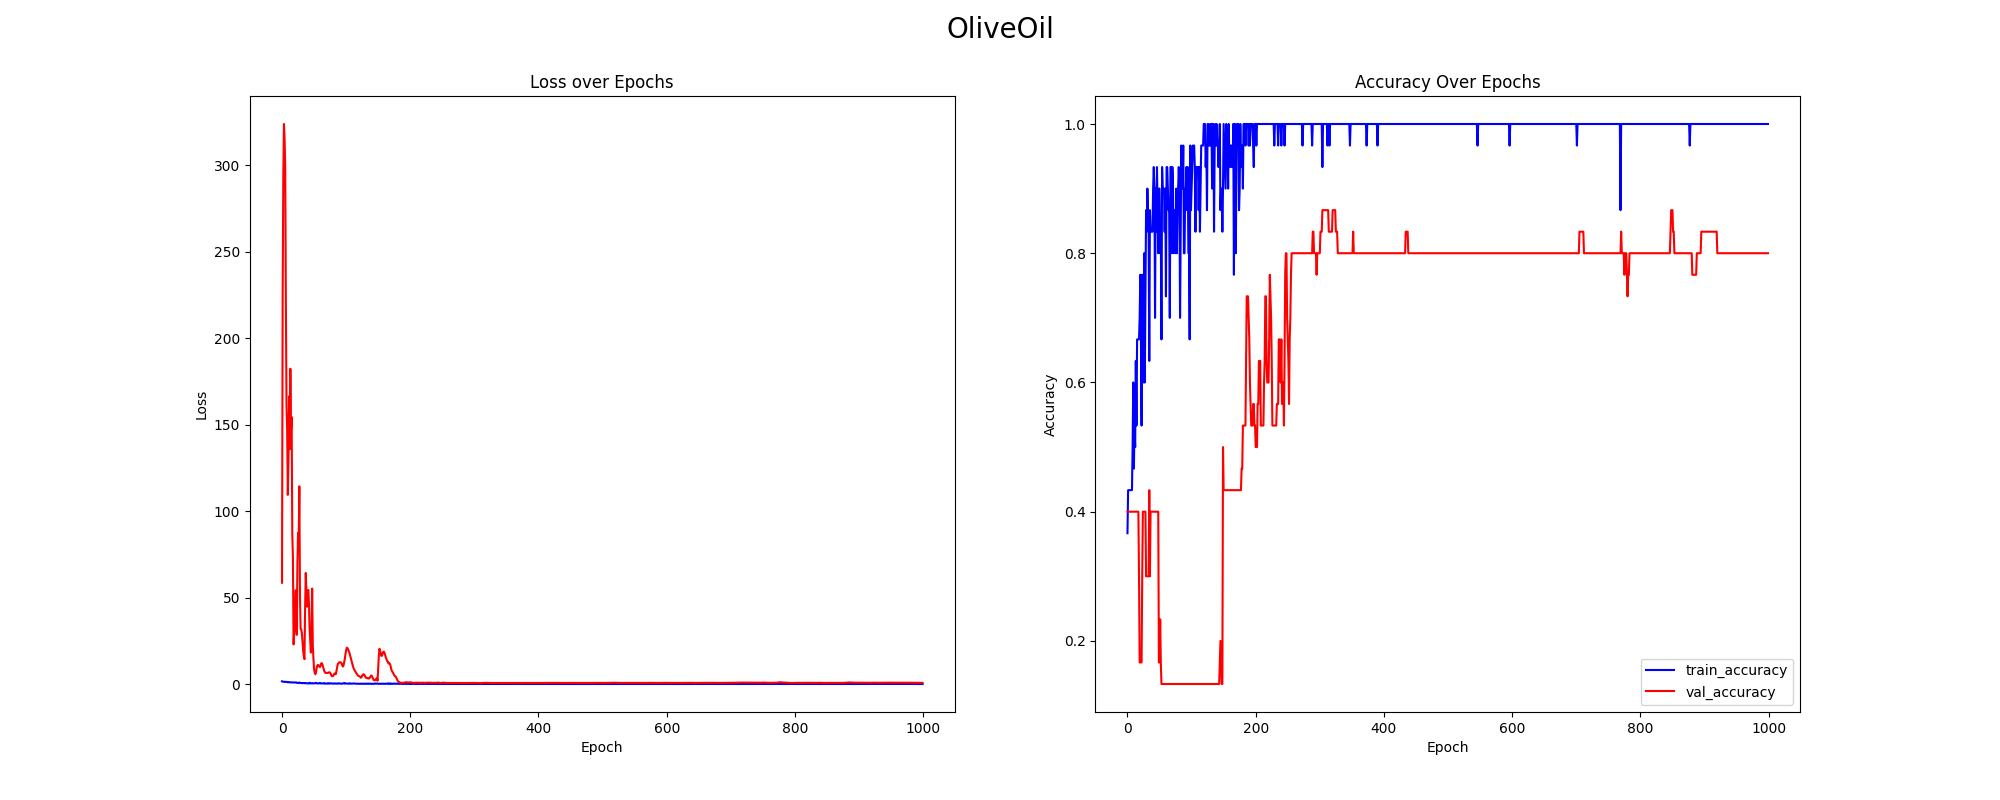 OliveOil
Loss over Epochs
Loss
300
250
200
150
100
50
0
0 200 400 600 800 1000
Epoch
Accuracy Over Epochs
Accuracy
1.0
0.8
0.6
0.4
0.2
train_accuracy
val_accuracy
0 200 400 600 800 1000
Epoch